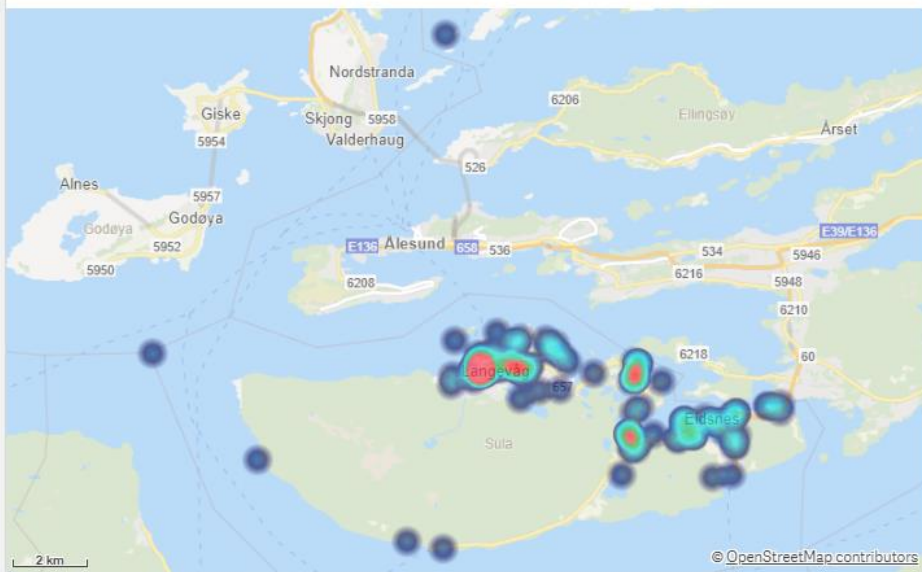 Nordstranda
Giske
Skjong
5958
Valderhaug
5954
6206
Ellingsøy
Årset
526
Alnes
5957
Godøya
Godøya
5952
5950
E136
Ålesund
658
536
534
E39/E136
5946
6216
5948
6208
6210
6218
60
Langevåg
657
Eidsnes
Sula
2 km
© OpenStreetMap contributors